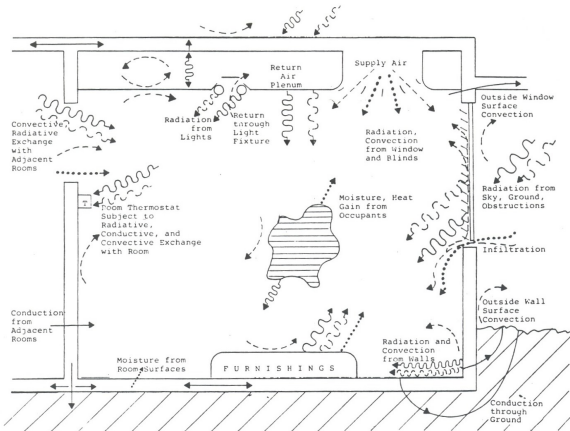 Return
Air
Plenum
Supply Air
Outside Window
Surface
Convection
Convective,
Radiative
Exchange
with
Adjacent
Rooms
Radiation
from
Lights
Return
through
Light
Fixture
Radiation,
Convection
from Window
and Blinds
Radiation from
Sky, Ground,
Obstructions
T
Room Thermostat
Subject to
Radiative,
Conductive, and
Convective Exchange
with Room
Moisture, Heat
Gain from
Occupants
Infiltration
Outside Wall
Surface
Convection
Conduction
from
Adjacent
Rooms
Moisture from
Room Surfaces
FURNISHINGS
Radiation and
Convection
from Walls
Conduction
through
Ground